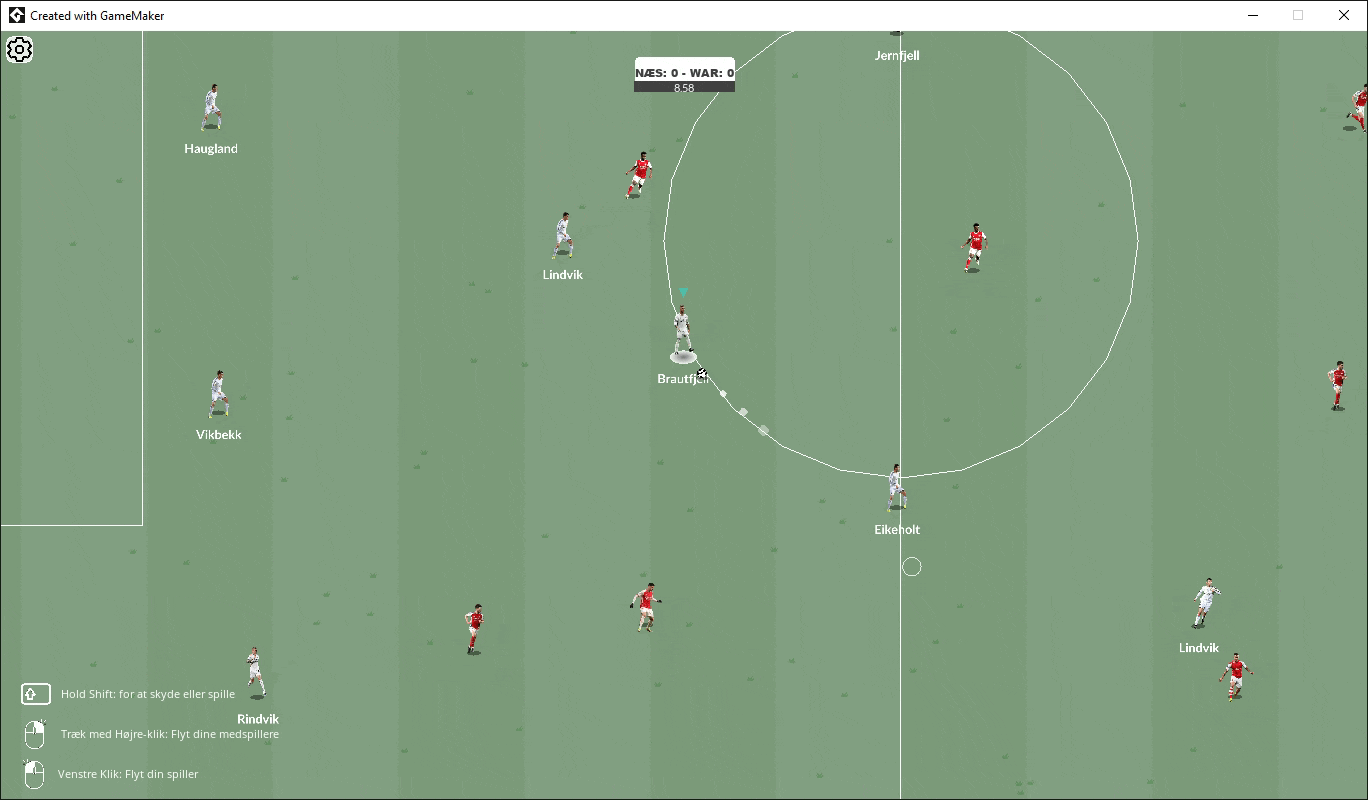 Created with GameMaker
Jernfjell
NÆS: 0 - WAR: 0
8.58
Haugland
Lindvik
Brautfjell
Vikbekk
Eikeholt
Lindvik
Hold Shift: for at skyde eller spille
Rindvik
Træk med Højre-klik: Flyt dine medspillere
Venstre Klik: Flyt din spiller